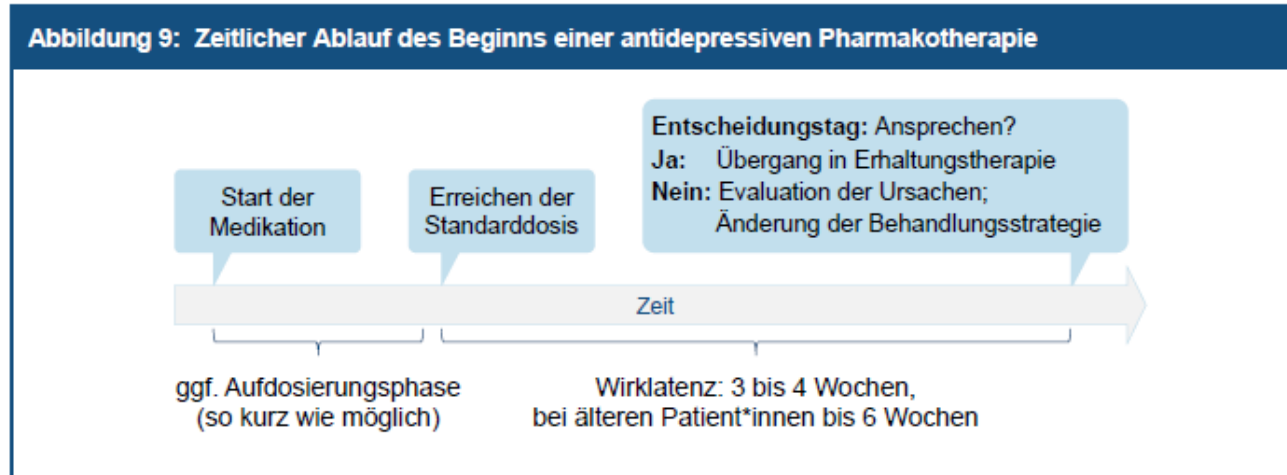 Abbildung 9: Zeitlicher Ablauf des Beginns einer antidepressiven Pharmakotherapie
Start der
Medikation
Erreichen der
Standarddosis
Entscheidungstag: Ansprechen?
Ja: Übergang in Erhaltungstherapie
Nein: Evaluation der Ursachen;
Änderung der Behandlungsstrategie
Zeit
ggf. Aufdosierungsphase
(so kurz wie möglich)
Wirklatenz: 3 bis 4 Wochen,
bei älteren Patient*innen bis 6 Wochen